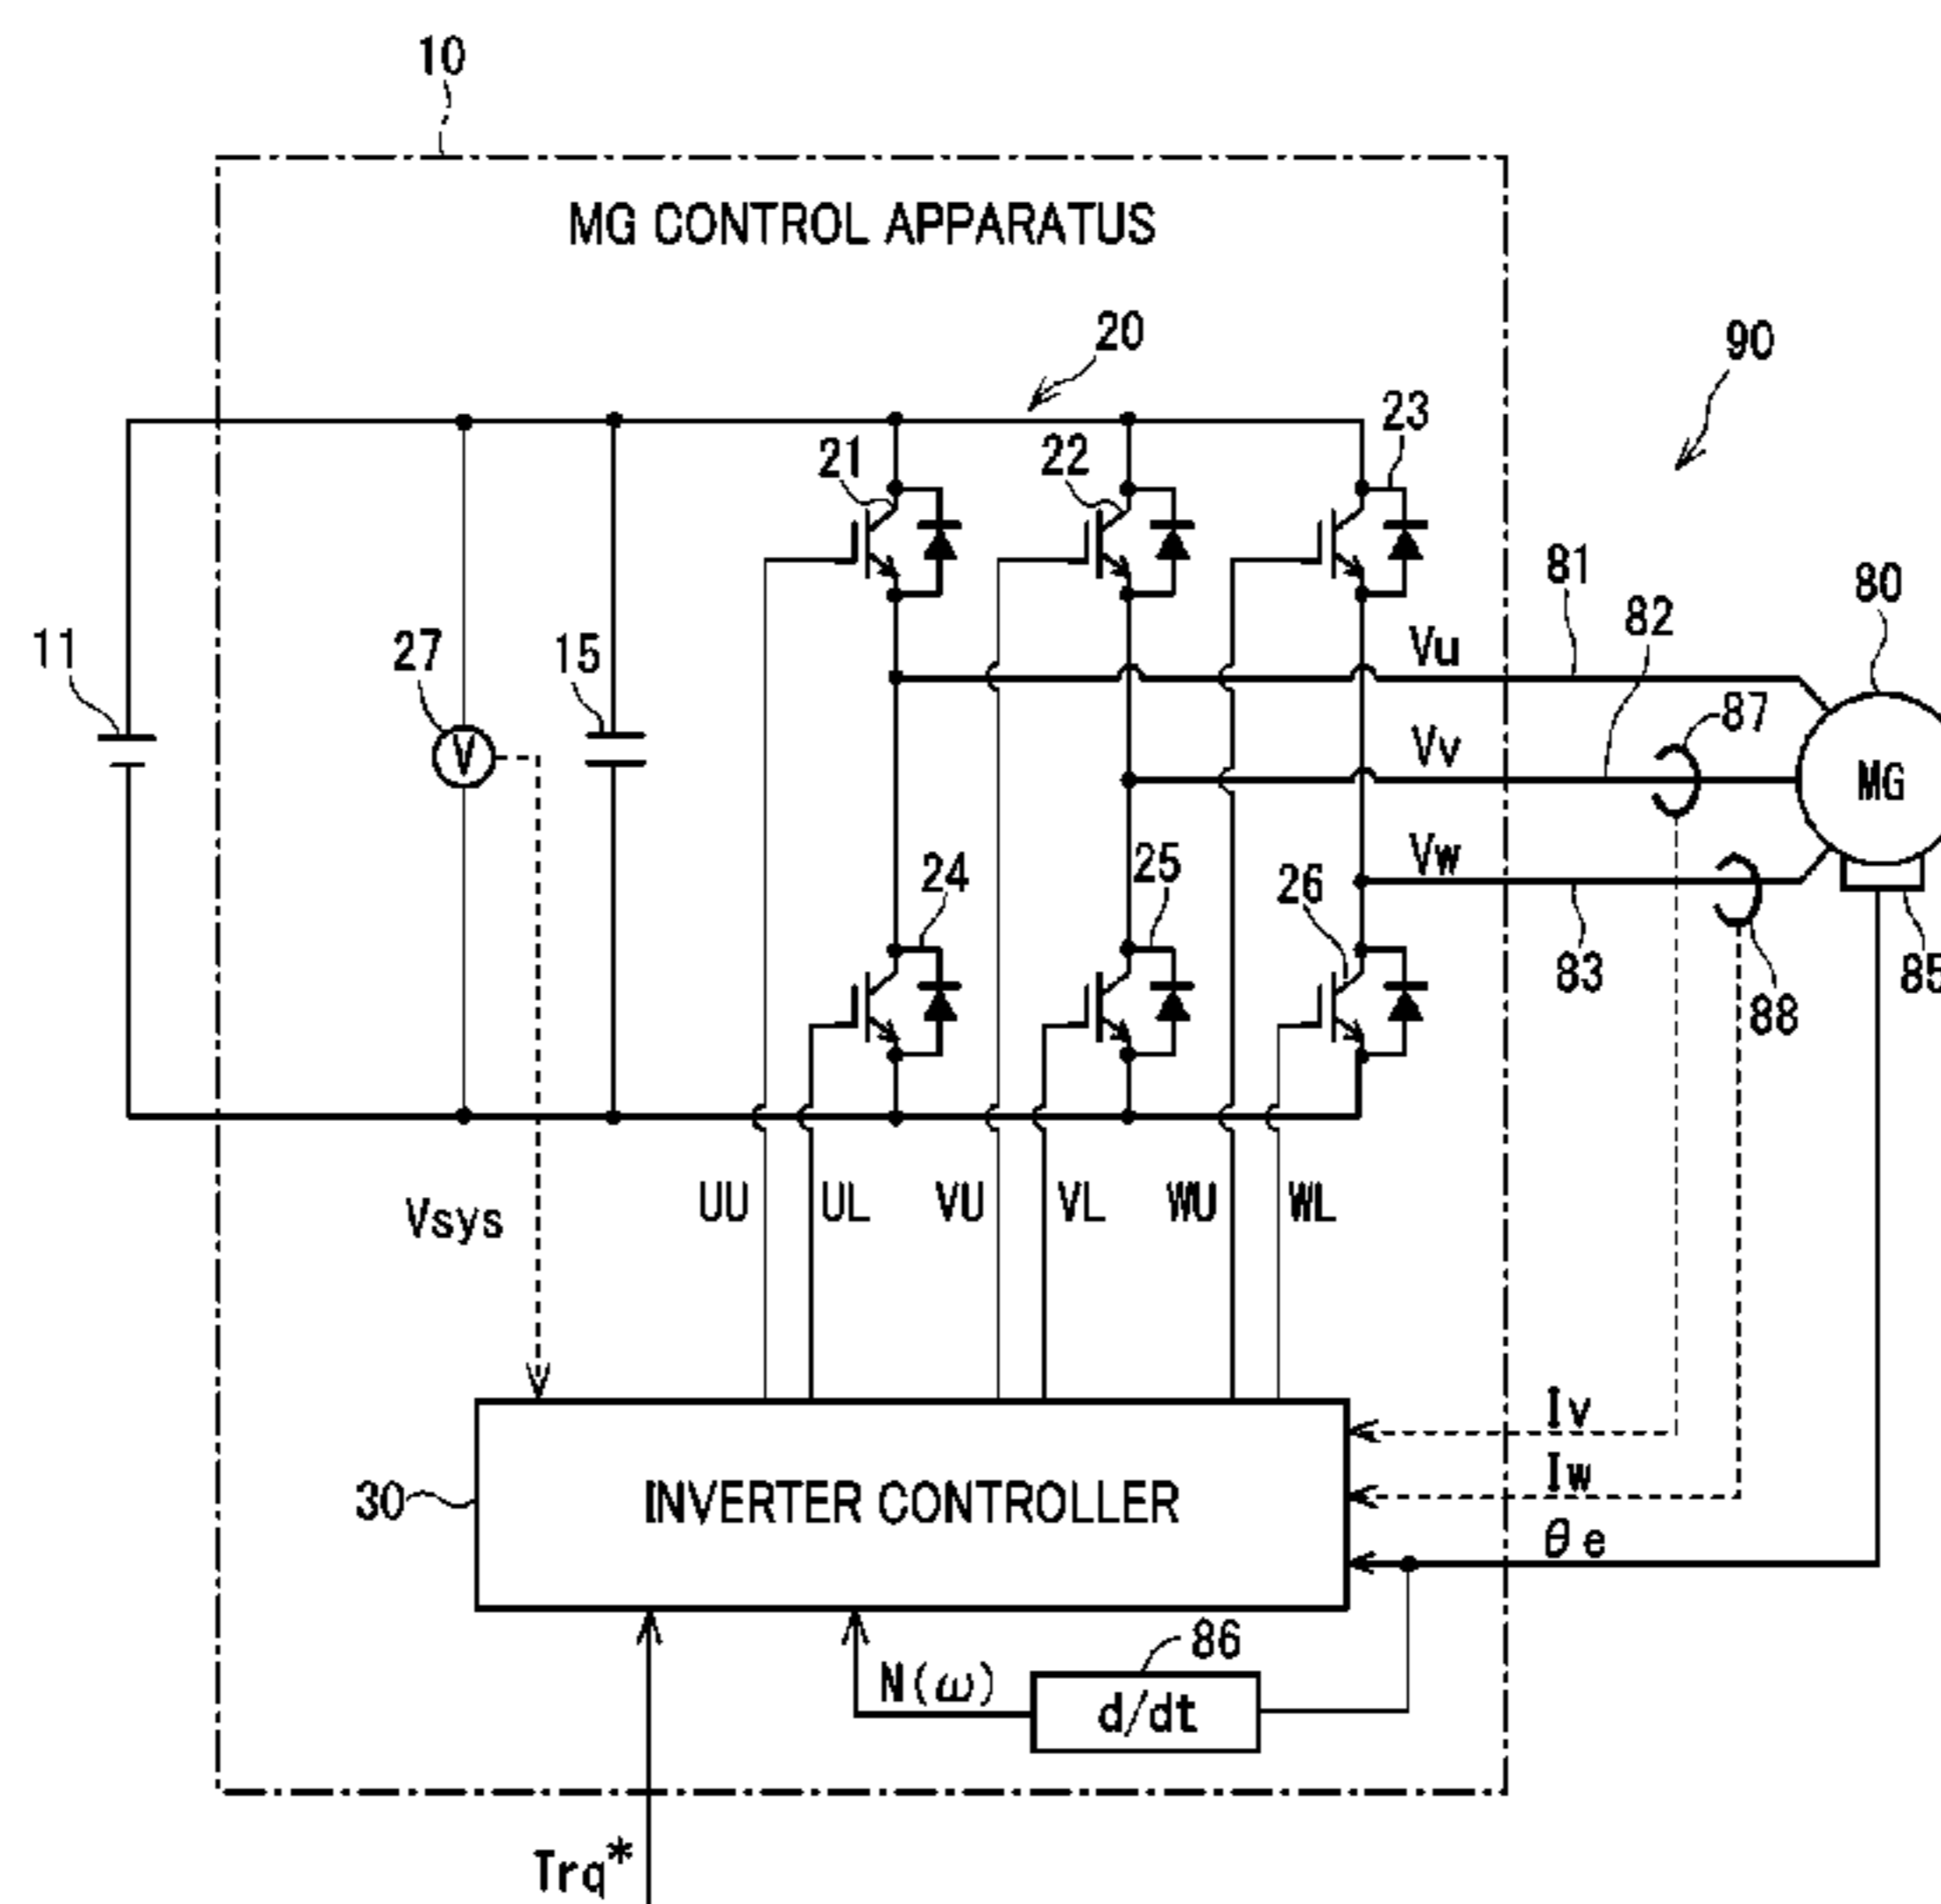 10
MG CONTROL APPARATUS
20
90
23
21
22
81
80
82
11
27
15
Vu
87
V
Vv
MG
Vw
24
25
26
83
88
85
UU
UL
VU
VL
WU
WL
Vsys
Iv
30
INVERTER CONTROLLER
Iw
θe
86
N(ω)
d/dt
Trq*